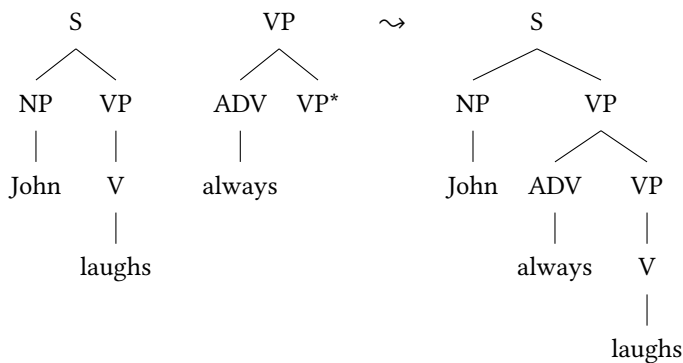 S VP ⤳ S
NP VP ADV VP* NP VP
John V always John ADV VP
laughs always V
laughs